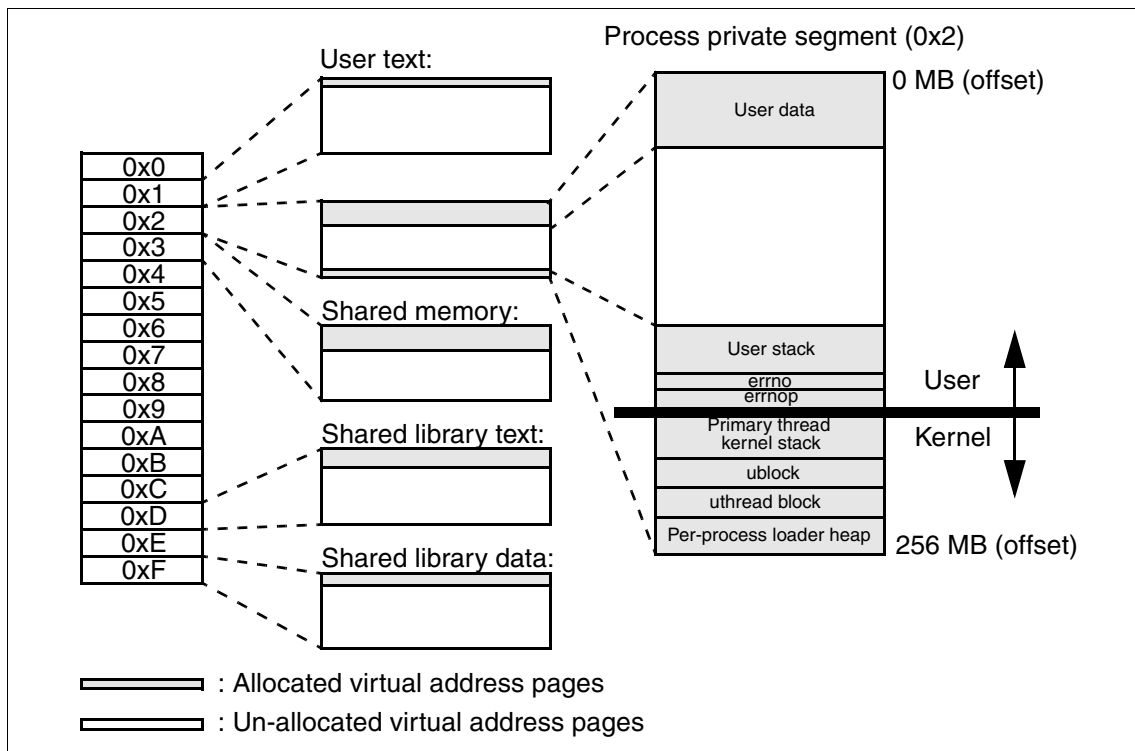 Process private segment (0x2)
User text:
0 MB (offset)
User data
0x0
0x1
0x2
0x3
0x4
0x5
0x6
0x7
0x8
0x9
0xA
0xB
0xC
0xD
0xE
0xF
Shared memory:
Shared library text:
Shared library data:
User stack
errno
errnop
User
Kernel
Primary thread
kernel stack
ublock
uthread block
Per-process loader heap
256 MB (offset)
: Allocated virtual address pages
: Un-allocated virtual address pages